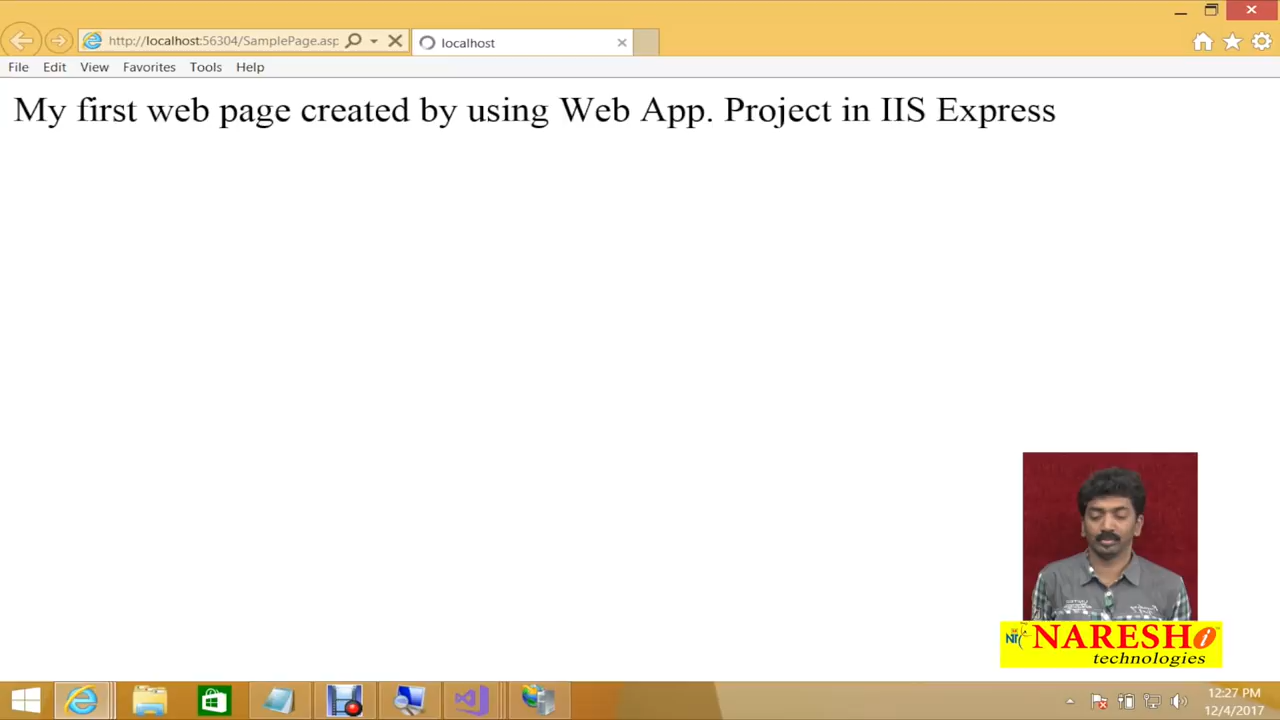 http://localhost:56304/SamplePage.asp
localhost
File Edit View Favorites Tools Help
My first web page created by using Web App. Project in IIS Express
NARESH i
technologies
12:27 PM
12/4/2017